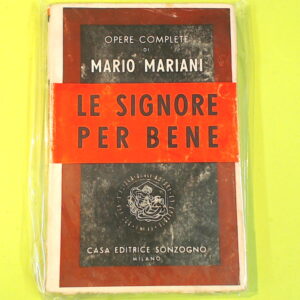 OPERE COMPLETE
DI
MARIO MARIANI
LE SIGNORE
PER BENE
CASA EDITRICE SONZOGNO
MILANO